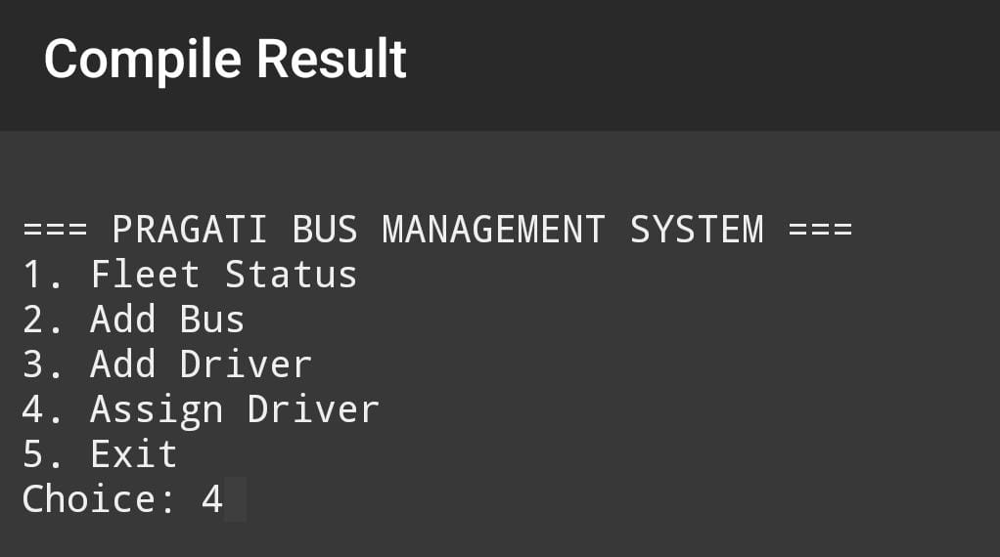 Compile Result
=== PRAGATI BUS MANAGEMENT SYSTEM ===
1. Fleet Status
2. Add Bus
3. Add Driver
4. Assign Driver
5. Exit
Choice: 4